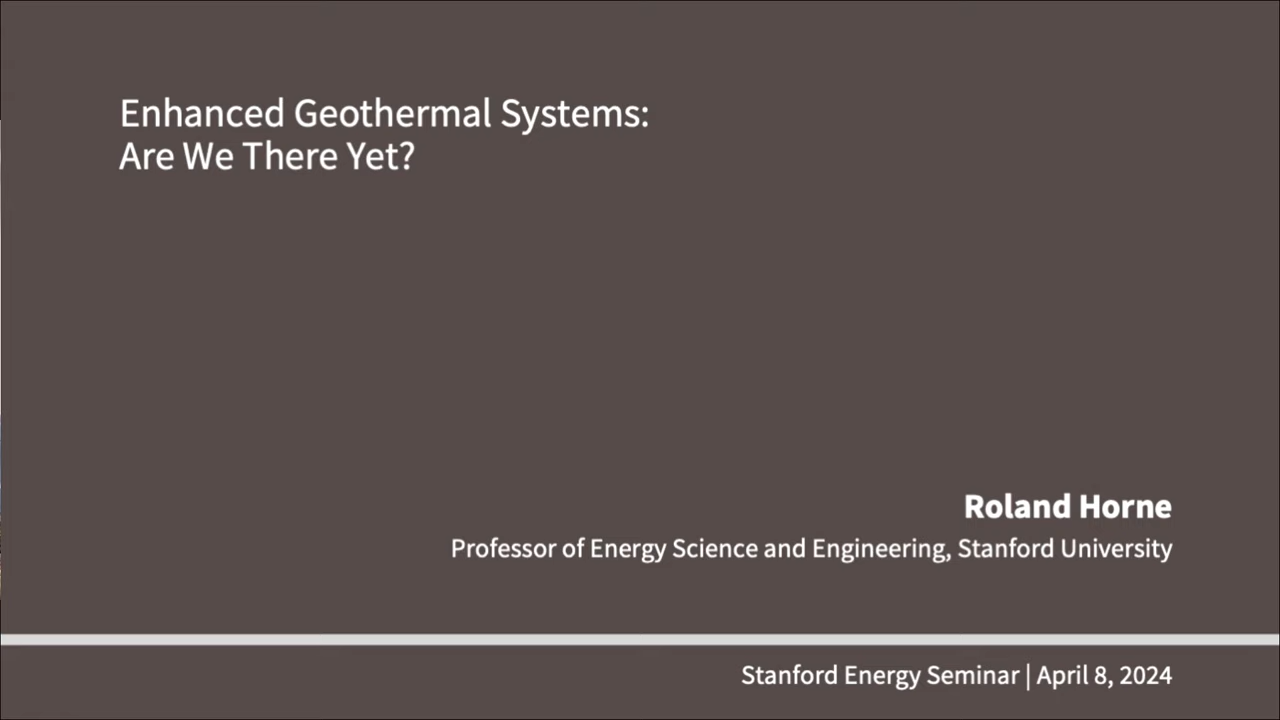 Enhanced Geothermal Systems:
Are We There Yet?
Roland Horne
Professor of Energy Science and Engineering, Stanford University
Stanford Energy Seminar | April 8, 2024